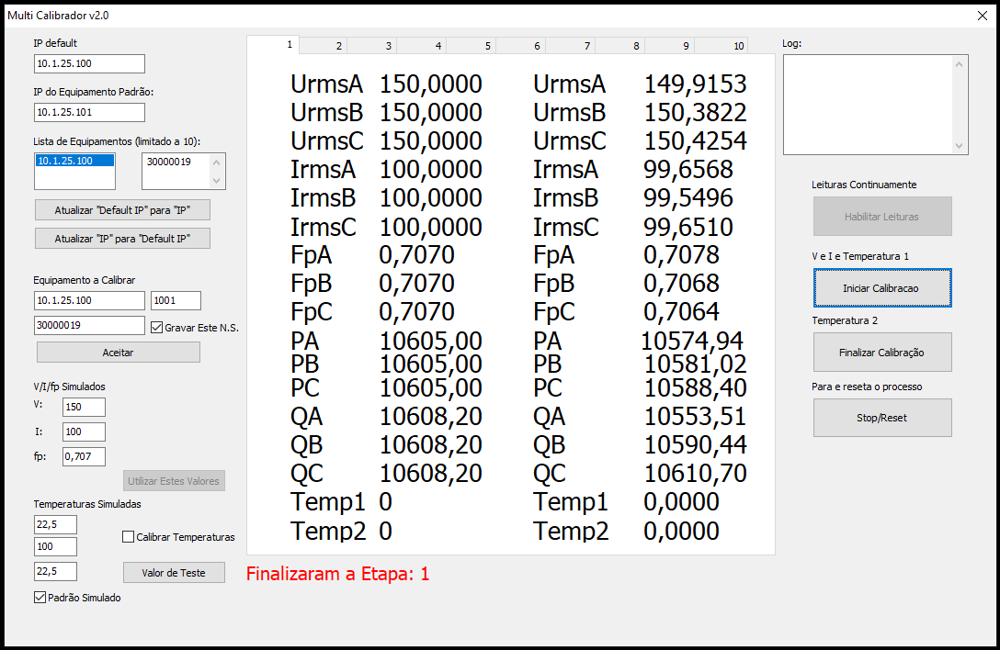 Multi Calibrador v2.0
IP default
10.1.25.100
IP do Equipamento Padrão:
10.1.25.101
Lista de Equipamentos (limitado a 10):
10.1.25.100 30000019
Atualizar "Default IP" para "IP"
Atualizar "IP" para "Default IP"
Equipamento a Calibrar
10.1.25.100 1001
30000019 Gravar Este N.S.
Aceitar
V/I/fp Simulados
V: 150
I: 100
fp: 0,707
Utilizar Estes Valores
Temperaturas Simuladas
22,5
100 Calibrar Temperaturas
22,5 Valor de Teste
Padrão Simulado
1 2 3 4 5 6 7 8 9 10
UrmsA 150,0000 UrmsA 149,9153
UrmsB 150,0000 UrmsB 150,3822
UrmsC 150,0000 UrmsC 150,4254
IrmsA 100,0000 IrmsA 99,6568
IrmsB 100,0000 IrmsB 99,5496
IrmsC 100,0000 IrmsC 99,6510
FpA 0,7070 FpA 0,7078
FpB 0,7070 FpB 0,7068
FpC 0,7070 FpC 0,7064
PA 10605,00 PA 10574,94
PB 10605,00 PB 10581,02
PC 10605,00 PC 10588,40
QA 10608,20 QA 10553,51
QB 10608,20 QB 10590,44
QC 10608,20 QC 10610,70
Temp1 0 Temp1 0,0000
Temp2 0 Temp2 0,0000
Finalizaram a Etapa: 1
Log:
Leituras Continuamente
Habilitar Leituras
V e I e Temperatura 1
Iniciar Calibracao
Temperatura 2
Finalizar Calibração
Para e reseta o processo
Stop/Reset